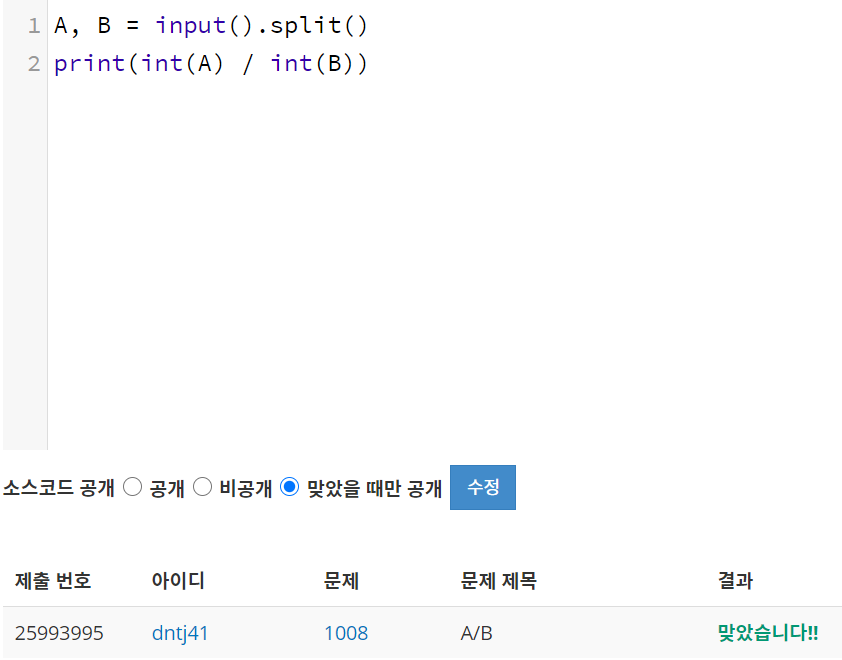 1 A, B = input().split()
2 print(int(A) / int(B))
소스코드 공개 공개 비공개 맞았을 때만 공개 수정
제출 번호 아이디 문제 문제 제목 결과
25993995 dntj41 1008 A/B 맞았습니다!!